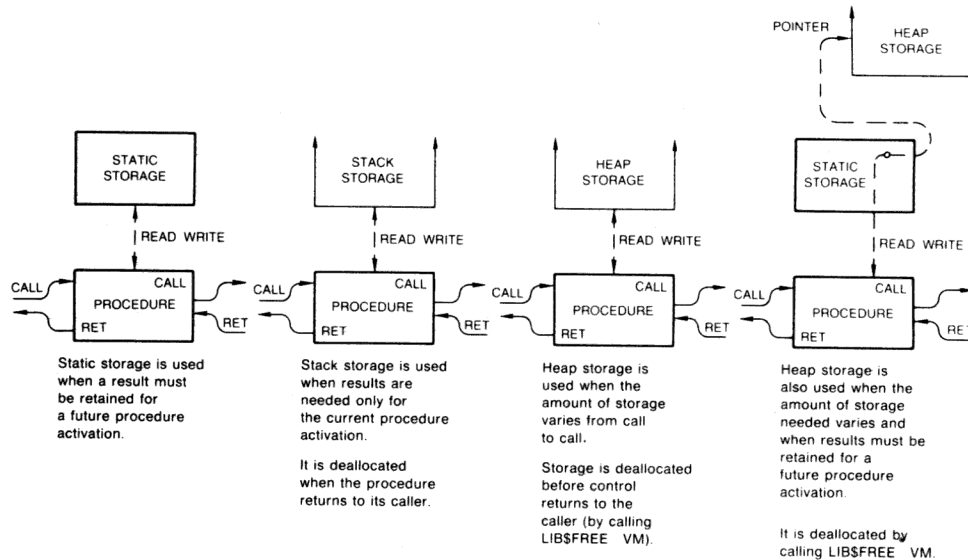 POINTER
HEAP
STORAGE
STATIC
STORAGE
READ WRITE
CALL
CALL
PROCEDURE
RET
RET
Static storage is used
when a result must
be retained for
a future procedure
activation.
STACK
STORAGE
READ WRITE
CALL
CALL
PROCEDURE
RET
RET
Stack storage is used
when results are
needed only for
the current procedure
activation.
It is deallocated
when the procedure
returns to its caller.
HEAP
STORAGE
READ WRITE
CALL
CALL
PROCEDURE
RET
RET
Heap storage is
used when the
amount of storage
varies from call
to call.
Storage is deallocated
before control
returns to the
caller (by calling
LIB$FREE VM).
STATIC
STORAGE
READ WRITE
CALL
CALL
PROCEDURE
RET
RET
Heap storage is
also used when the
amount of storage
needed varies and
when results must be
retained for a
future procedure
activation.
It is deallocated by
calling LIB$FREE VM.